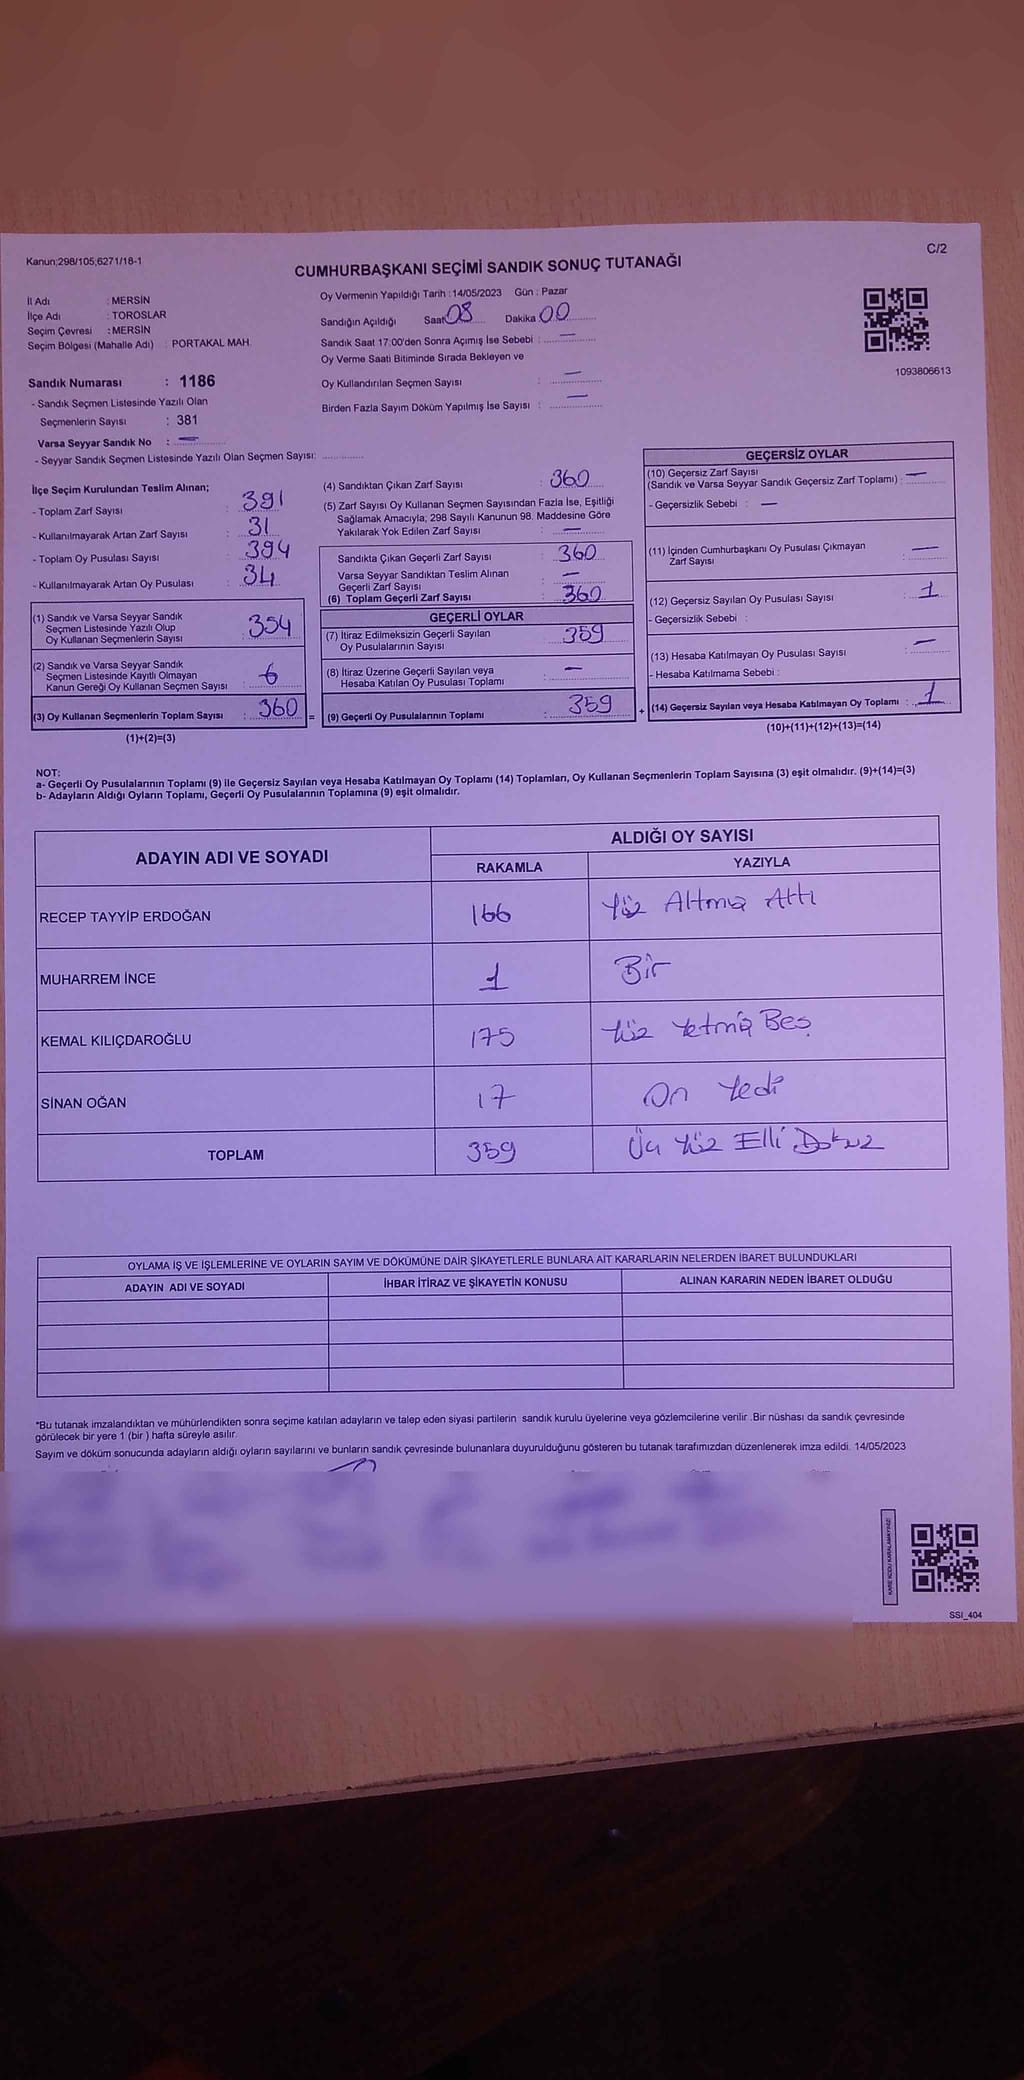 Kanun;298/105;6271/18-1
C/2
CUMHURBAŞKANI SEÇİMİ SANDIK SONUÇ TUTANAĞI
İl Adı : MERSİN
İlçe Adı : TOROSLAR
Seçim Çevresi : MERSİN
Seçim Bölgesi (Mahalle Adı) : PORTAKAL MAH.
Sandık Numarası : 1186
- Sandık Seçmen Listesinde Yazılı Olan
Seçmenlerin Sayısı : 381
Varsa Seyyar Sandık No : —
- Seyyar Sandık Seçmen Listesinde Yazılı Olan Seçmen Sayısı: ..............
Oy Vermenin Yapıldığı Tarih : 14/05/2023 Gün : Pazar
Sandığın Açıldığı Saat 08 Dakika 00
Sandık Saat 17:00'den Sonra Açımış İse Sebebi : —
Oy Verme Saati Bitiminde Sırada Bekleyen ve
Oy Kullandırılan Seçmen Sayısı : —
Birden Fazla Sayım Döküm Yapılmış İse Sayısı : —
1093806613
İlçe Seçim Kurulundan Teslim Alınan;
- Toplam Zarf Sayısı : 391
- Kullanılmayarak Artan Zarf Sayısı : 31
- Toplam Oy Pusulası Sayısı : 394
- Kullanılmayarak Artan Oy Pusulası : 34
(1) Sandık ve Varsa Seyyar Sandık
Seçmen Listesinde Yazılı Olup
Oy Kullanan Seçmenlerin Sayısı : 354
(2) Sandık ve Varsa Seyyar Sandık
Seçmen Listesinde Kayıtlı Olmayan
Kanun Gereği Oy Kullanan Seçmen Sayısı : 6
(3) Oy Kullanan Seçmenlerin Toplam Sayısı : 360
(1)+(2)=(3)
(4) Sandıktan Çıkan Zarf Sayısı : 360
(5) Zarf Sayısı Oy Kullanan Seçmen Sayısından Fazla İse, Eşitliği
Sağlamak Amacıyla, 298 Sayılı Kanunun 98. Maddesine Göre
Yakılarak Yok Edilen Zarf Sayısı : —
Sandıkta Çıkan Geçerli Zarf Sayısı : 360
Varsa Seyyar Sandıktan Teslim Alınan
Geçerli Zarf Sayısı : —
(6) Toplam Geçerli Zarf Sayısı : 360
GEÇERLİ OYLAR
(7) İtiraz Edilmeksizin Geçerli Sayılan
Oy Pusulalarının Sayısı : 359
(8) İtiraz Üzerine Geçerli Sayılan veya
Hesaba Katılan Oy Pusulası Toplamı : —
= (9) Geçerli Oy Pusulalarının Toplamı : 359
GEÇERSİZ OYLAR
(10) Geçersiz Zarf Sayısı
(Sandık ve Varsa Seyyar Sandık Geçersiz Zarf Toplamı) : —
- Geçersizlik Sebebi : —
(11) İçinden Cumhurbaşkanı Oy Pusulası Çıkmayan
Zarf Sayısı : —
(12) Geçersiz Sayılan Oy Pusulası Sayısı : 1
- Geçersizlik Sebebi :
(13) Hesaba Katılmayan Oy Pusulası Sayısı : —
- Hesaba Katılmama Sebebi :
+ (14) Geçersiz Sayılan veya Hesaba Katılmayan Oy Toplamı : 1
(10)+(11)+(12)+(13)=(14)
NOT:
a- Geçerli Oy Pusulalarının Toplamı (9) ile Geçersiz Sayılan veya Hesaba Katılmayan Oy Toplamı (14) Toplamları, Oy Kullanan Seçmenlerin Toplam Sayısına (3) eşit olmalıdır. (9)+(14)=(3)
b- Adayların Aldığı Oyların Toplamı, Geçerli Oy Pusulalarının Toplamına (9) eşit olmalıdır.
ADAYIN ADI VE SOYADI ALDIĞI OY SAYISI
RAKAMLA YAZIYLA
RECEP TAYYİP ERDOĞAN 166 Yüz Altmış Altı
MUHARREM İNCE 1 Bir
KEMAL KILIÇDAROĞLU 175 Yüz Yetmiş Beş
SİNAN OĞAN 17 On Yedi
TOPLAM 359 Üç Yüz Elli Dokuz
OYLAMA İŞ VE İŞLEMLERİNE VE OYLARIN SAYIM VE DÖKÜMÜNE DAİR ŞİKAYETLERLE BUNLARA AİT KARARLARIN NELERDEN İBARET BULUNDUKLARI
ADAYIN ADI VE SOYADI İHBAR İTİRAZ VE ŞİKAYETİN KONUSU ALINAN KARARIN NEDEN İBARET OLDUĞU
*Bu tutanak imzalandıktan ve mühürlendikten sonra seçime katılan adayların ve talep eden siyasi partilerin sandık kurulu üyelerine veya gözlemcilerine verilir .Bir nüshası da sandık çevresinde
görülecek bir yere 1 (bir ) hafta süreyle asılır.
Sayım ve döküm sonucunda adayların aldığı oyların sayılarını ve bunların sandık çevresinde bulunanlara duyurulduğunu gösteren bu tutanak tarafımızdan düzenlenerek imza edildi. 14/05/2023
KARE KODU KARALAMAYINIZ!
SSI_404